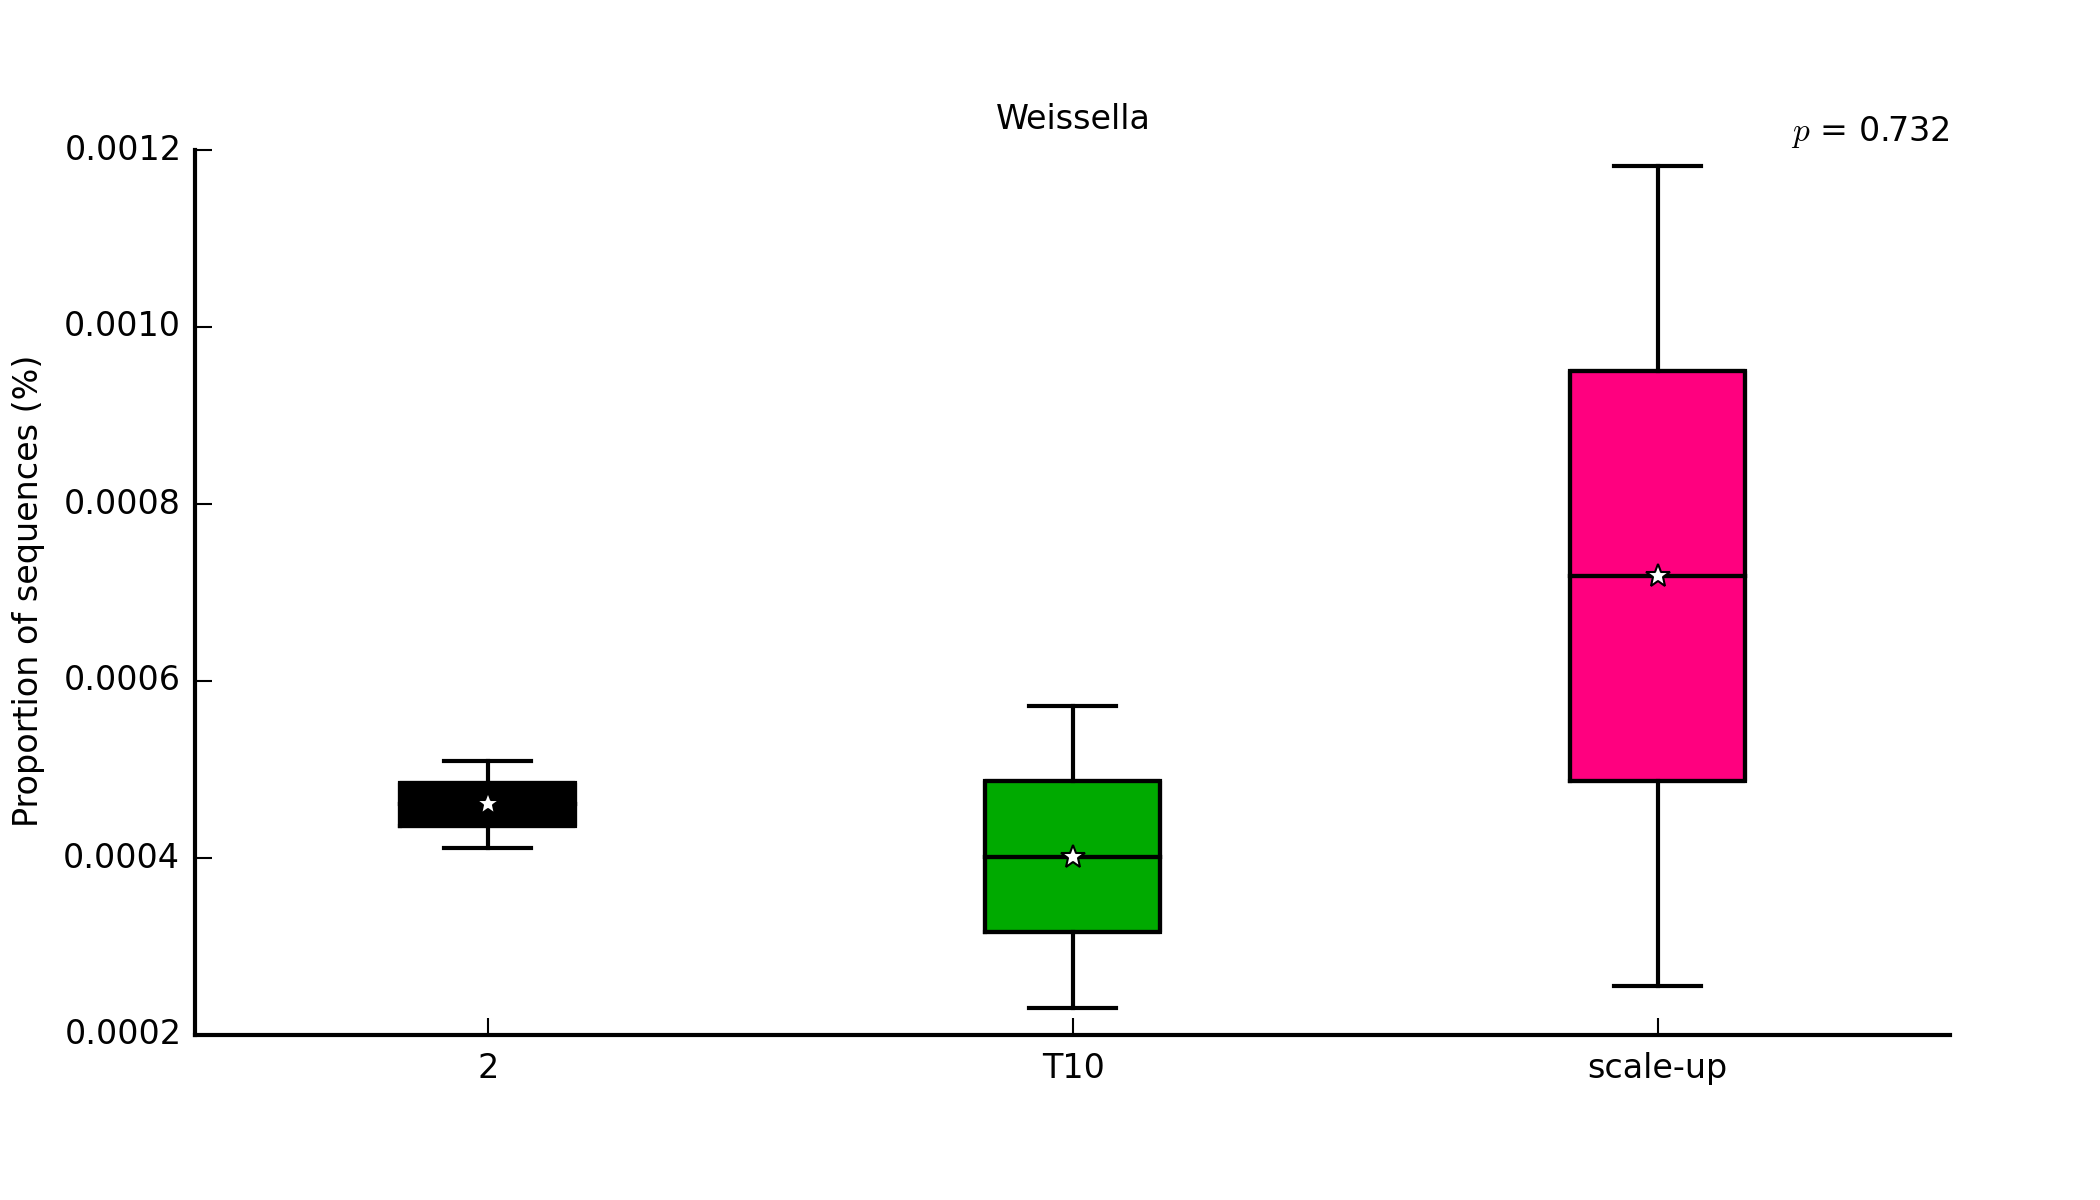 Weissella
p = 0.732
0.0012
0.0010
0.0008
0.0006
0.0004
0.0002
Proportion of sequences (%)
2
T10
scale-up